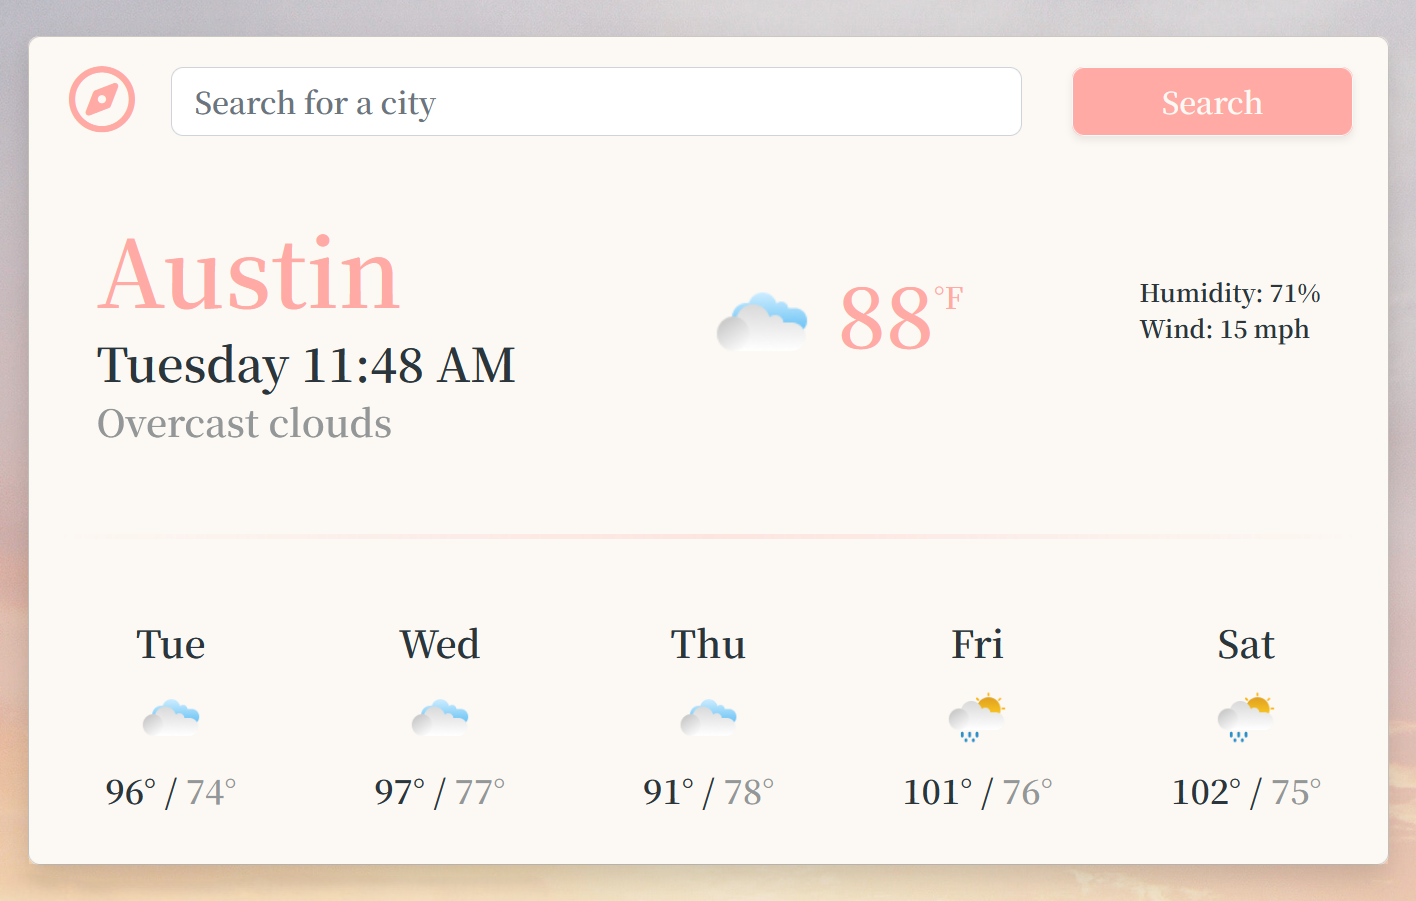 Search for a city
Search
Austin
Tuesday 11:48 AM
Overcast clouds
88°F
Humidity: 71%
Wind: 15 mph
Tue
Wed
Thu
Fri
Sat
96° / 74°
97° / 77°
91° / 78°
101° / 76°
102° / 75°